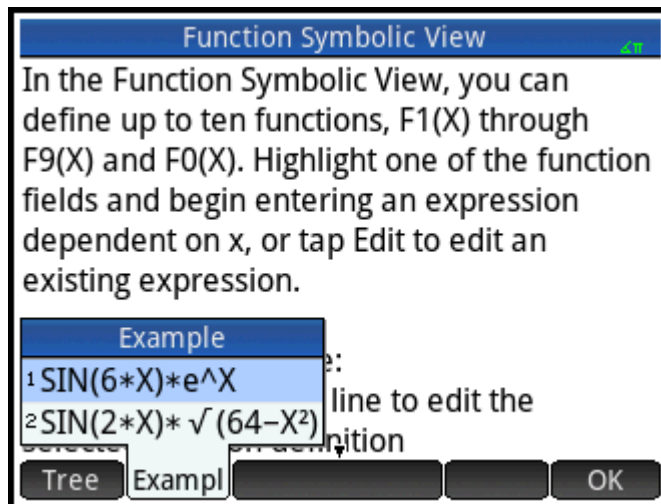 Function Symbolic View
∡π
In the Function Symbolic View, you can
define up to ten functions, F1(X) through
F9(X) and F0(X). Highlight one of the function
fields and begin entering an expression
dependent on x, or tap Edit to edit an
existing expression.
Example
1 SIN(6*X)*e^X
line to edit the
2 SIN(2*X)*√(64−X²)
Tree Exampl OK